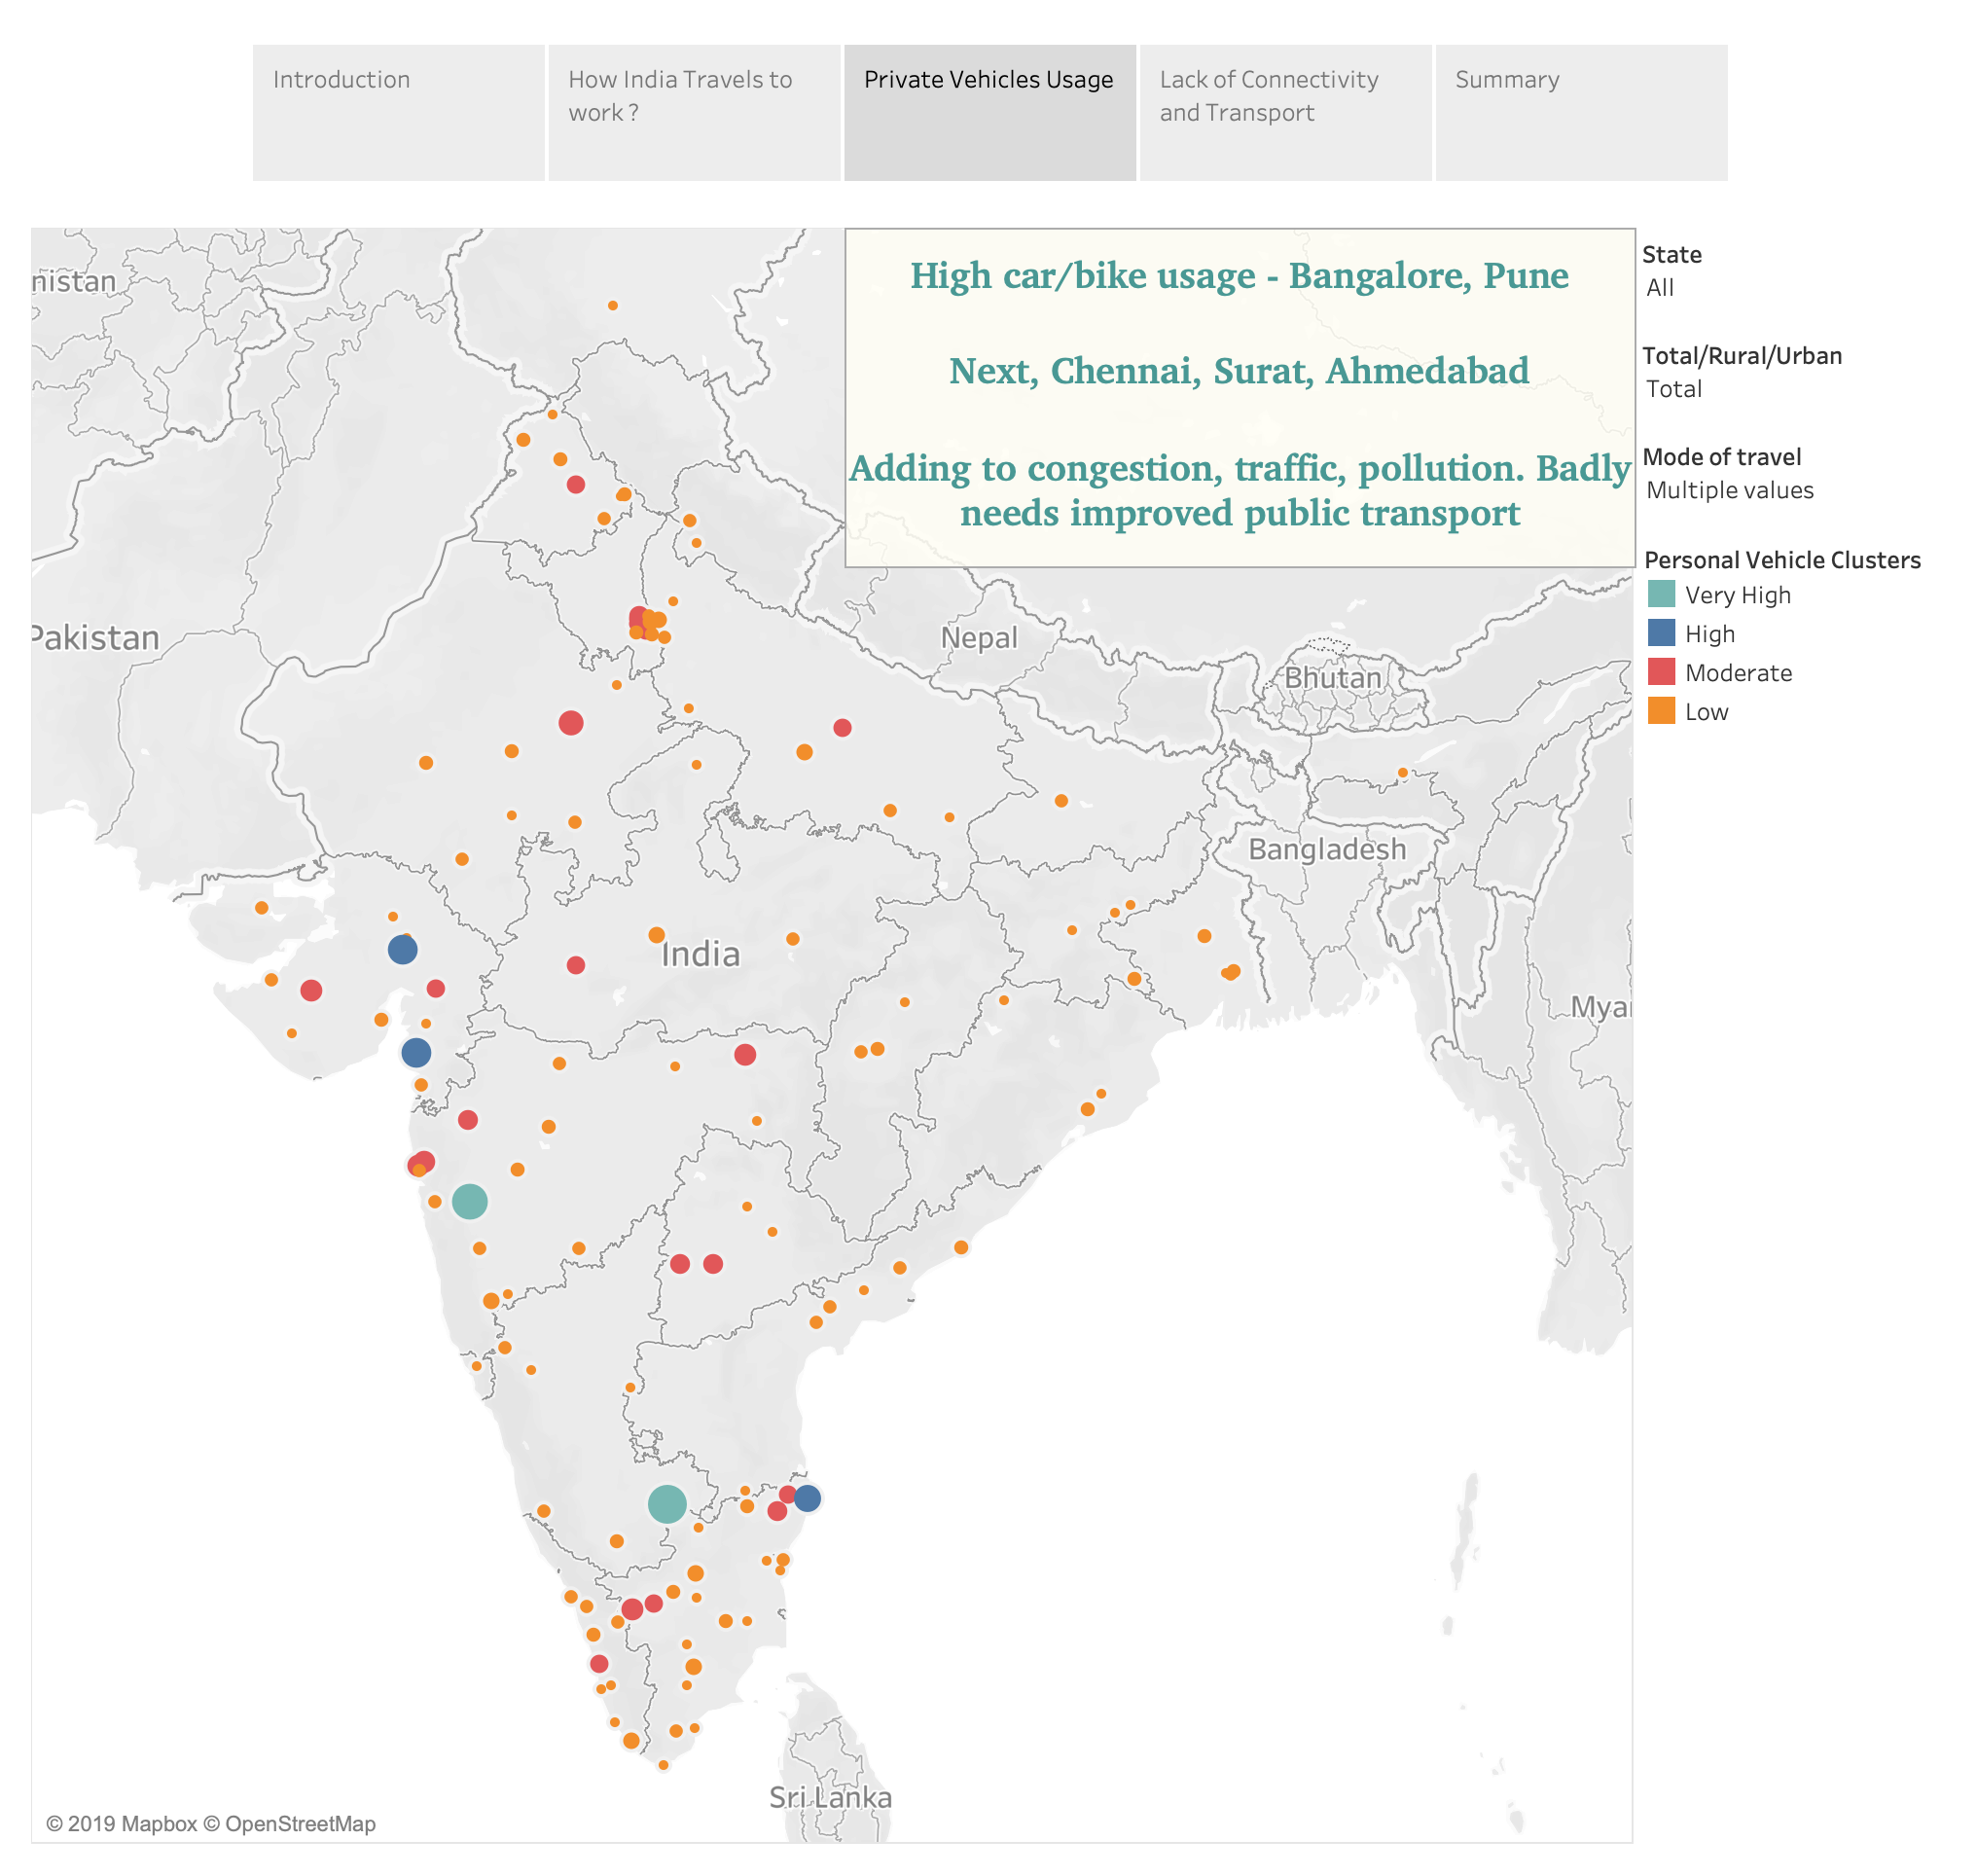 Introduction
How India Travels to
work ?
Private Vehicles Usage
Lack of Connectivity
and Transport
Summary
High car/bike usage - Bangalore, Pune
Next, Chennai, Surat, Ahmedabad
Adding to congestion, traffic, pollution. Badly
needs improved public transport
State
All
Total/Rural/Urban
Total
Mode of travel
Multiple values
Personal Vehicle Clusters
Very High
High
Moderate
Low
nistan
Pakistan
Nepal
Bhutan
Bangladesh
India
Myar
Sri Lanka
© 2019 Mapbox © OpenStreetMap